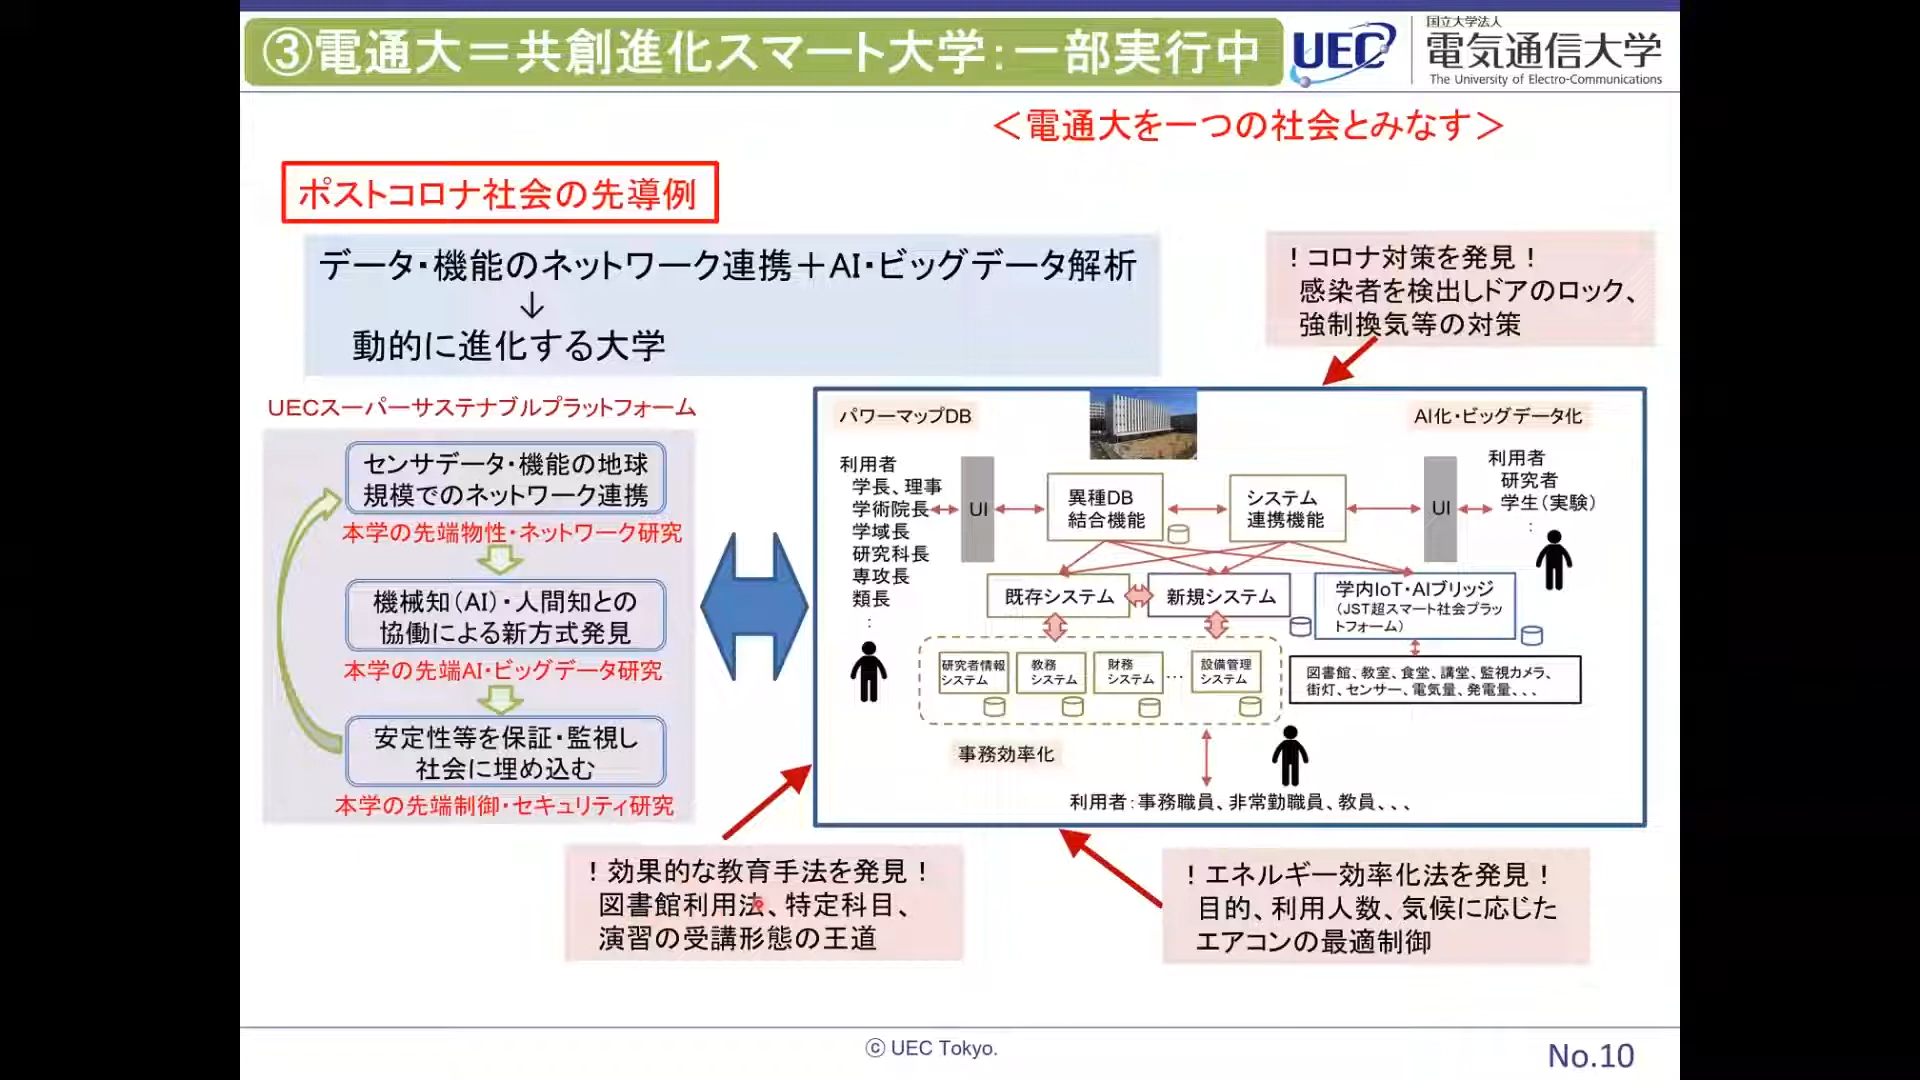 ③電通大＝共創進化スマート大学：一部実行中
UEC
国立大学法人
電気通信大学
The University of Electro-Communications
＜電通大を一つの社会とみなす＞
ポストコロナ社会の先導例
データ・機能のネットワーク連携＋AI・ビッグデータ解析
↓
動的に進化する大学
！コロナ対策を発見！
感染者を検出しドアのロック、
強制換気等の対策
UECスーパーサステナブルプラットフォーム
センサデータ・機能の地球
規模でのネットワーク連携
本学の先端物性・ネットワーク研究
機械知（AI）・人間知との
協働による新方式発見
本学の先端AI・ビッグデータ研究
安定性等を保証・監視し
社会に埋め込む
本学の先端制御・セキュリティ研究
パワーマップDB
AI化・ビッグデータ化
利用者
学長、理事
学術院長
学域長
研究科長
専攻長
類長
：
UI
異種DB
結合機能
システム
連携機能
UI
利用者
研究者
学生（実験）
：
既存システム
新規システム
学内IoT・AIブリッジ
（JST超スマート社会プラッ
トフォーム）
研究者情報
システム
教務
システム
財務
システム
…
設備管理
システム
図書館、教室、食堂、講堂、監視カメラ、
街灯、センサー、電気量、発電量、、、
事務効率化
利用者：事務職員、非常勤職員、教員、、、
！効果的な教育手法を発見！
図書館利用法、特定科目、
演習の受講形態の王道
！エネルギー効率化法を発見！
目的、利用人数、気候に応じた
エアコンの最適制御
ⓒ UEC Tokyo.
No.10